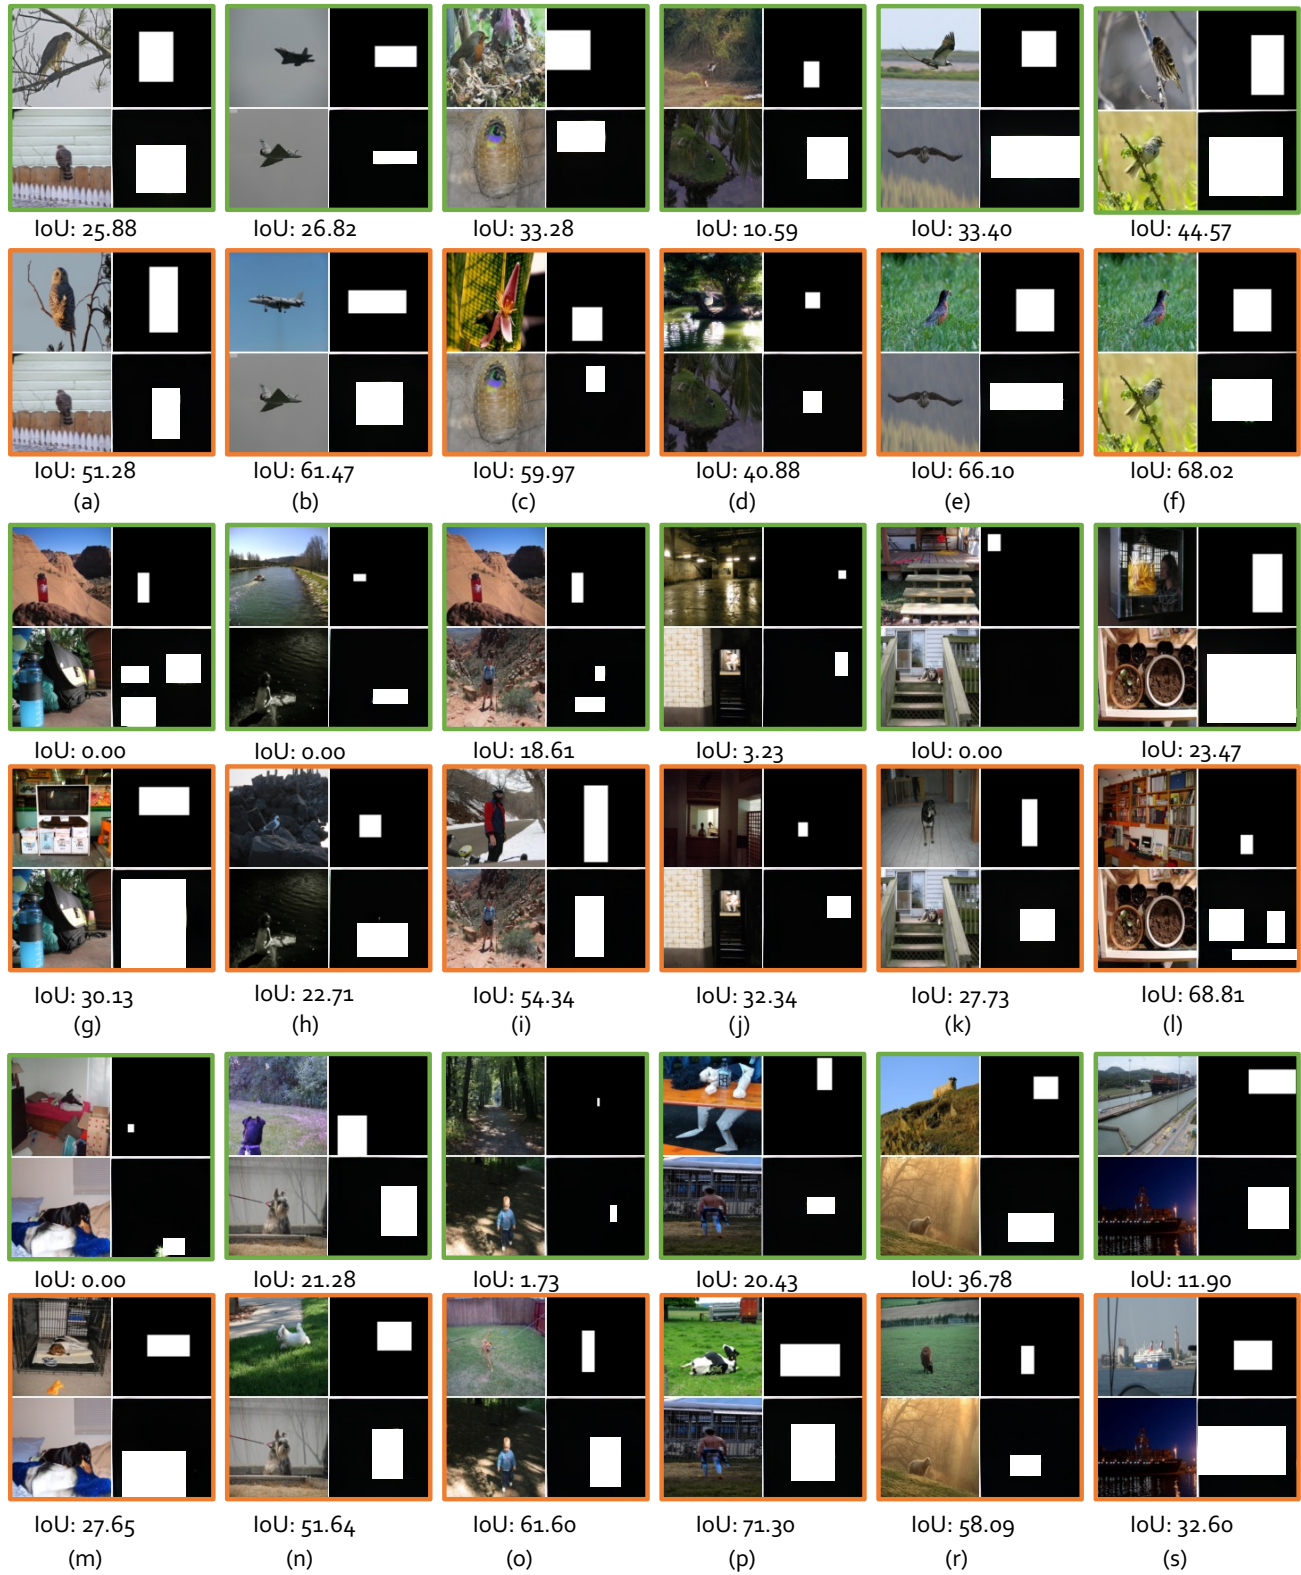 IoU: 25.88 IoU: 26.82 IoU: 33.28 IoU: 10.59 IoU: 33.40 IoU: 44.57
IoU: 51.28 IoU: 61.47 IoU: 59.97 IoU: 40.88 IoU: 66.10 IoU: 68.02
(a) (b) (c) (d) (e) (f)
IoU: 0.00 IoU: 0.00 IoU: 18.61 IoU: 3.23 IoU: 0.00 IoU: 23.47
IoU: 30.13 IoU: 22.71 IoU: 54.34 IoU: 32.34 IoU: 27.73 IoU: 68.81
(g) (h) (i) (j) (k) (l)
IoU: 0.00 IoU: 21.28 IoU: 1.73 IoU: 20.43 IoU: 36.78 IoU: 11.90
IoU: 27.65 IoU: 51.64 IoU: 61.60 IoU: 71.30 IoU: 58.09 IoU: 32.60
(m) (n) (o) (p) (r) (s)